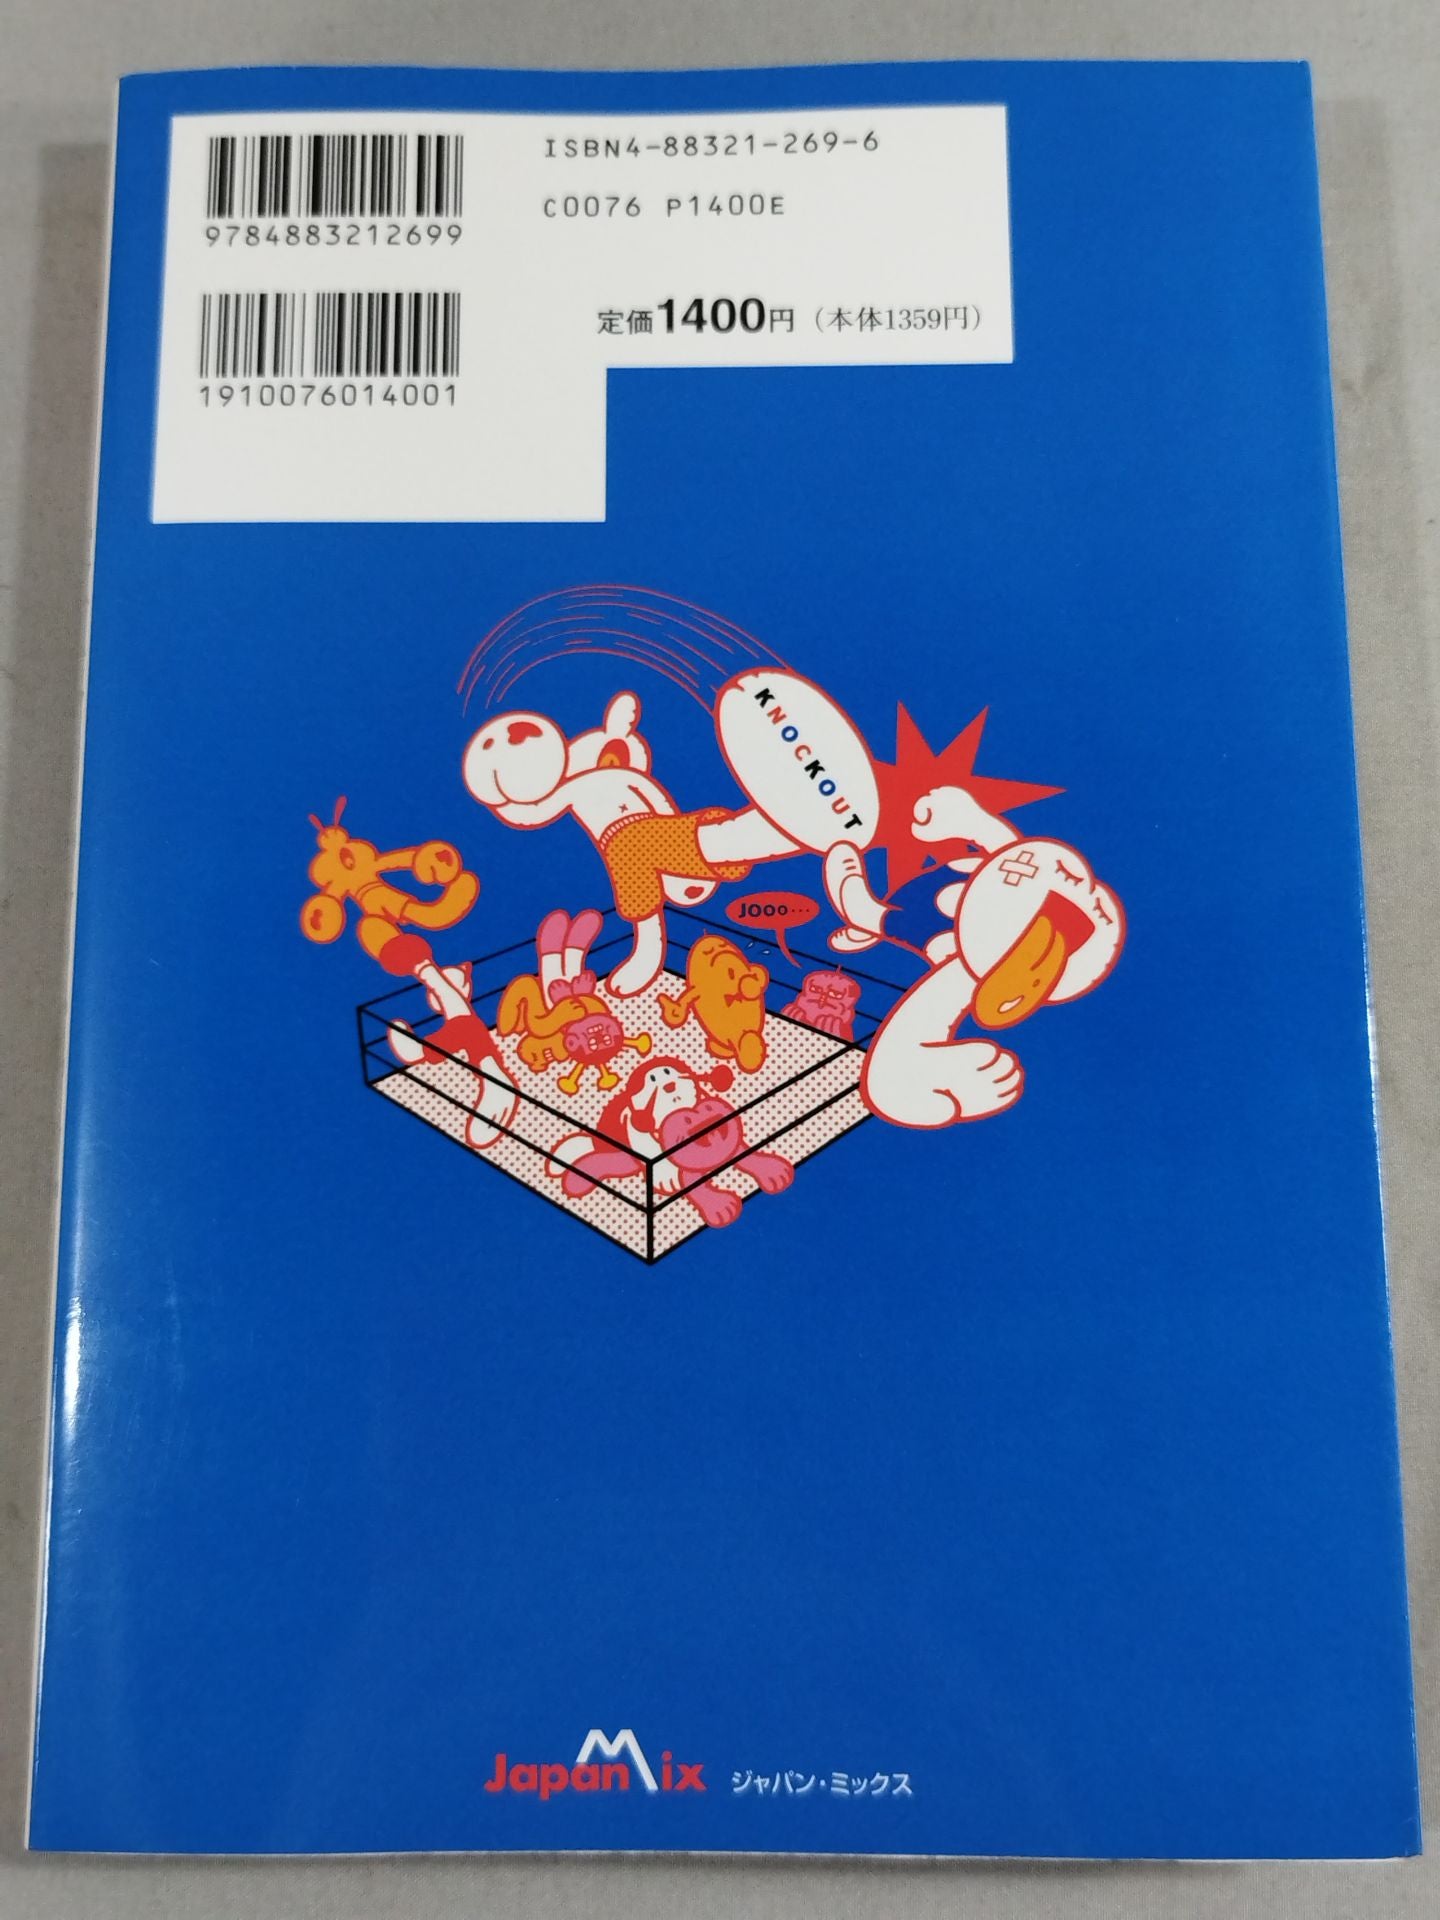 ISBN4-88321-269-6
C0076 P1400E
9784883212699
定価1400円（本体1359円）
1910076014001
KNOCKOUT
JOOo…
JapanMix ジャパン・ミックス